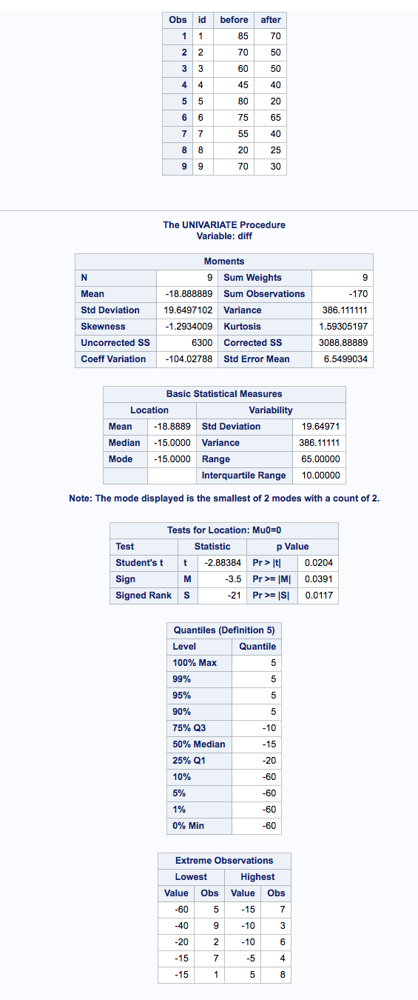 Obs id before after
1 1 85 70
2 2 70 50
3 3 60 50
4 4 45 40
5 5 80 20
6 6 75 65
7 7 55 40
8 8 20 25
9 9 70 30
The UNIVARIATE Procedure
Variable: diff
Moments
N 9 Sum Weights 9
Mean -18.888889 Sum Observations -170
Std Deviation 19.6497102 Variance 386.111111
Skewness -1.2934009 Kurtosis 1.59305197
Uncorrected SS 6300 Corrected SS 3088.88889
Coeff Variation -104.02788 Std Error Mean 6.5499034
Basic Statistical Measures
Location Variability
Mean -18.8889 Std Deviation 19.64971
Median -15.0000 Variance 386.11111
Mode -15.0000 Range 65.00000
Interquartile Range 10.00000
Note: The mode displayed is the smallest of 2 modes with a count of 2.
Tests for Location: Mu0=0
Test Statistic p Value
Student's t t -2.88384 Pr > |t| 0.0204
Sign M -3.5 Pr >= |M| 0.0391
Signed Rank S -21 Pr >= |S| 0.0117
Quantiles (Definition 5)
Level Quantile
100% Max 5
99% 5
95% 5
90% 5
75% Q3 -10
50% Median -15
25% Q1 -20
10% -60
5% -60
1% -60
0% Min -60
Extreme Observations
Lowest Highest
Value Obs Value Obs
-60 5 -15 7
-40 9 -10 3
-20 2 -10 6
-15 7 -5 4
-15 1 5 8